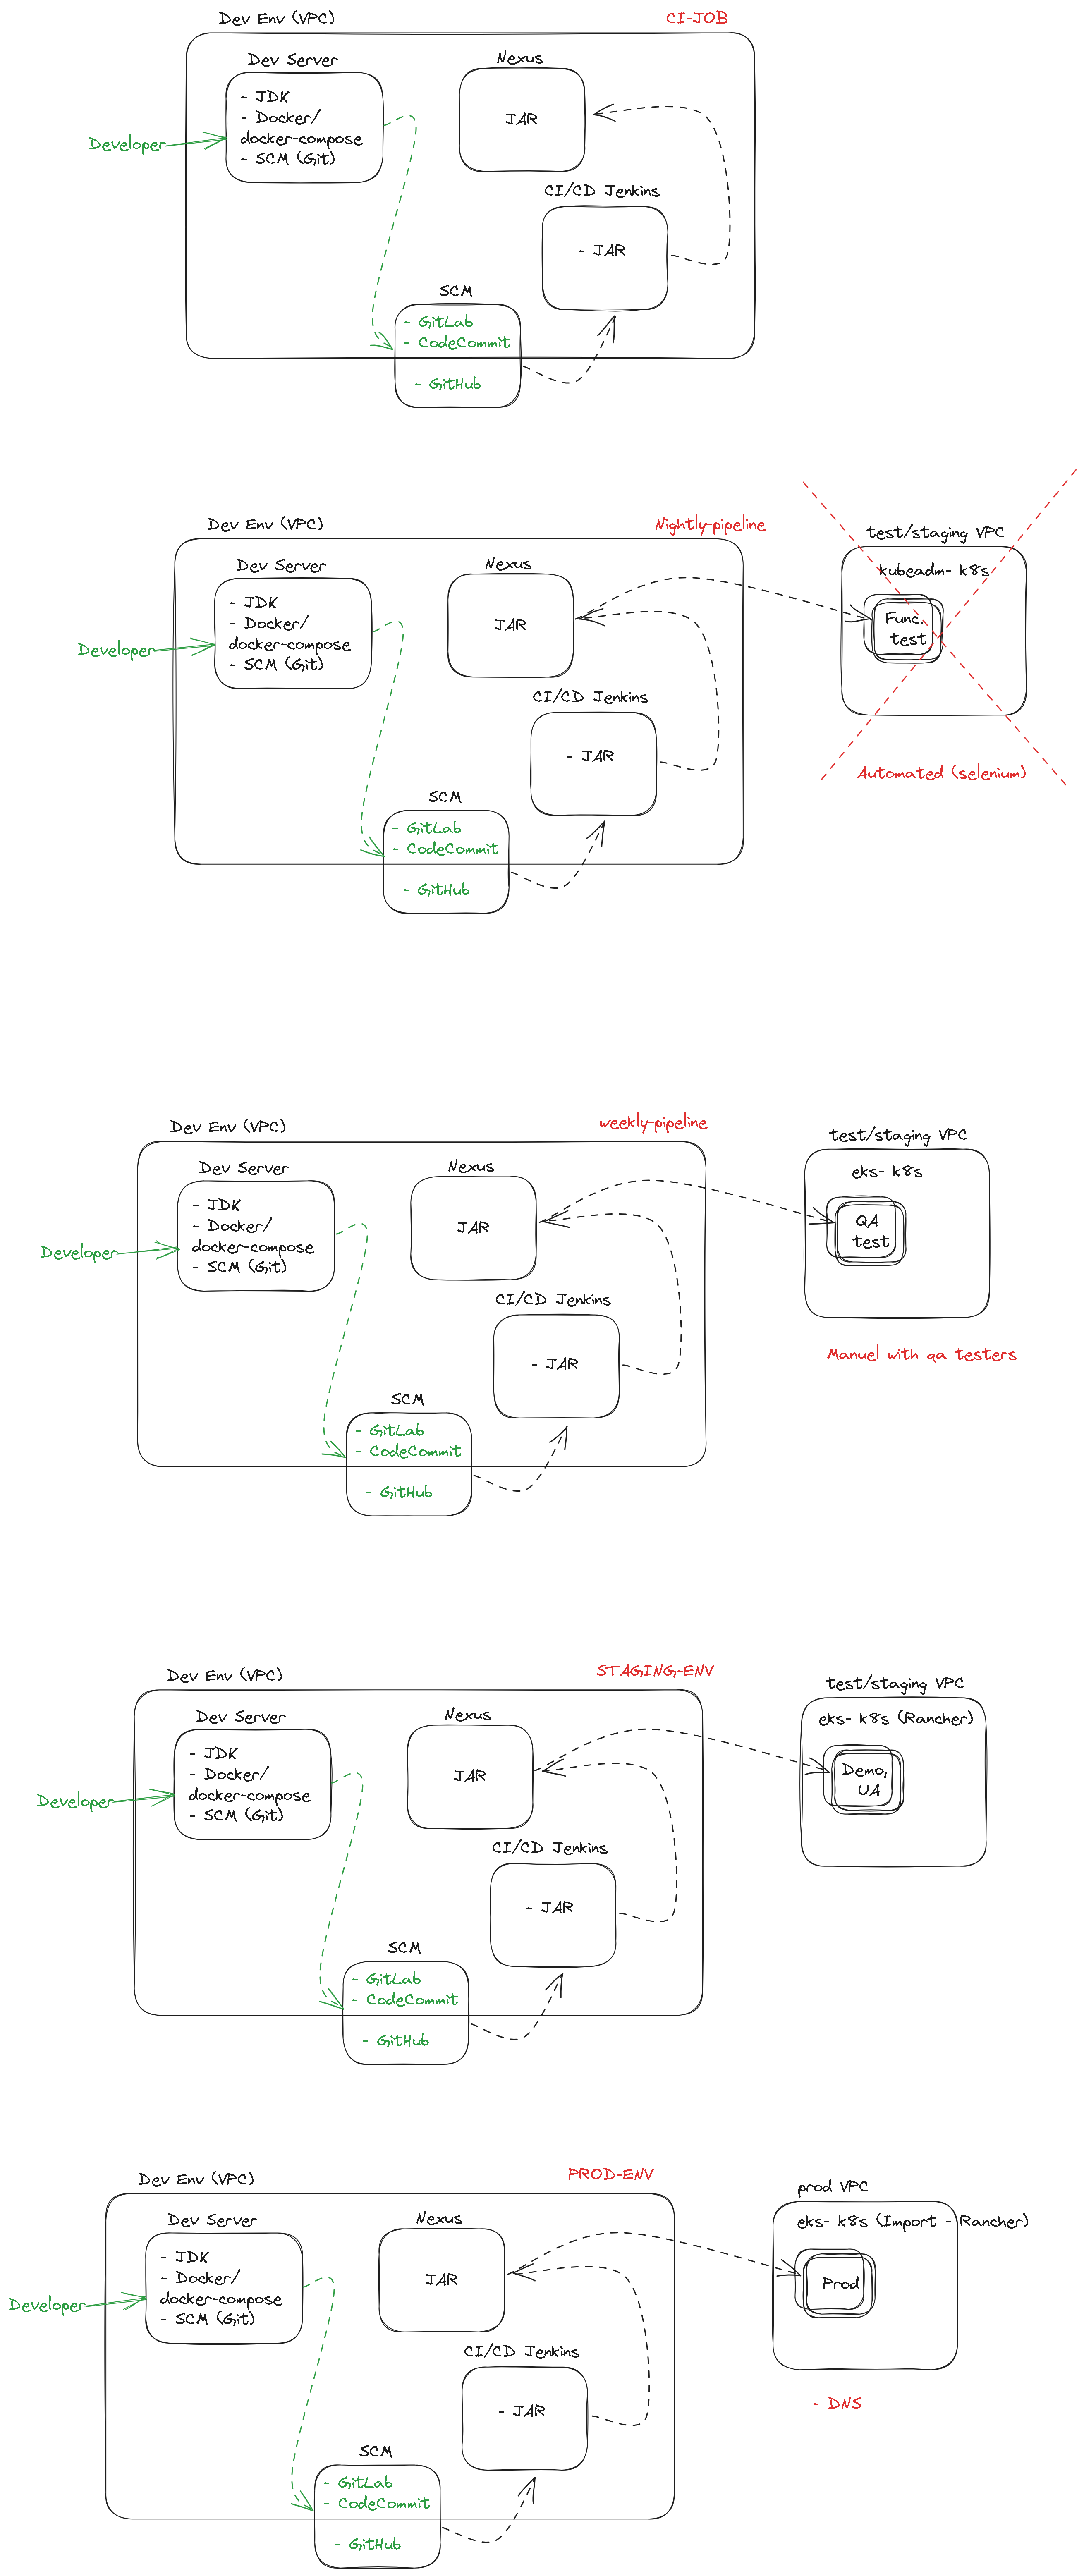 Dev Env (VPC)
CI-JOB
Dev Server
- JDK
- Docker/
docker-compose
- SCM (Git)
Developer
Nexus
JAR
CI/CD Jenkins
- JAR
SCM
- GitLab
- CodeCommit
- GitHub
Dev Env (VPC)
Nightly-pipeline
Dev Server
- JDK
- Docker/
docker-compose
- SCM (Git)
Developer
Nexus
JAR
CI/CD Jenkins
- JAR
SCM
- GitLab
- CodeCommit
- GitHub
test/staging VPC
kubeadm- k8s
Func.
test
Automated (selenium)
Dev Env (VPC)
weekly-pipeline
Dev Server
- JDK
- Docker/
docker-compose
- SCM (Git)
Developer
Nexus
JAR
CI/CD Jenkins
- JAR
SCM
- GitLab
- CodeCommit
- GitHub
test/staging VPC
eks- k8s
QA
test
Manuel with qa testers
Dev Env (VPC)
STAGING-ENV
Dev Server
- JDK
- Docker/
docker-compose
- SCM (Git)
Developer
Nexus
JAR
CI/CD Jenkins
- JAR
SCM
- GitLab
- CodeCommit
- GitHub
test/staging VPC
eks- k8s (Rancher)
Demo,
UA
Dev Env (VPC)
PROD-ENV
Dev Server
- JDK
- Docker/
docker-compose
- SCM (Git)
Developer
Nexus
JAR
CI/CD Jenkins
- JAR
SCM
- GitLab
- CodeCommit
- GitHub
prod VPC
eks- k8s (Import - Rancher)
Prod
- DNS